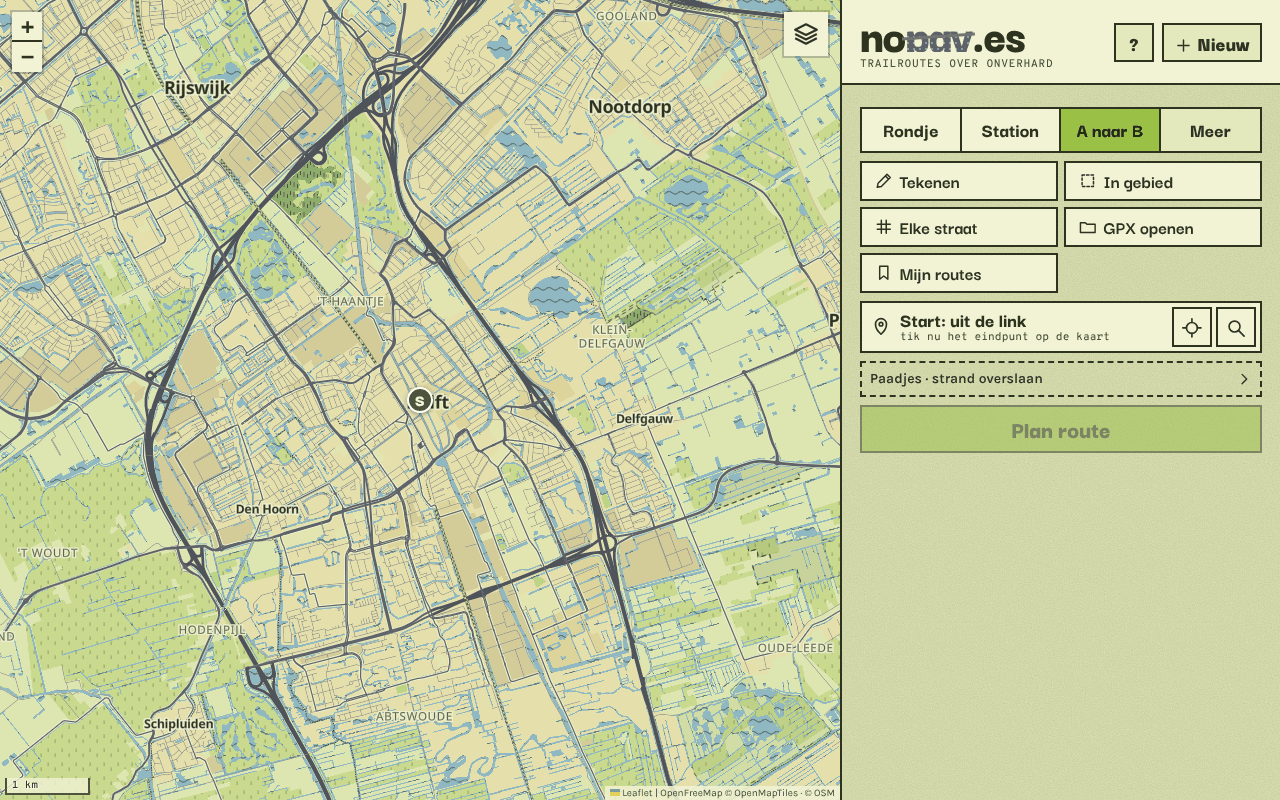 +
−
GOOLAND
Rijswijk
Nootdorp
'T HAANTJE
KLEIN-
DELFGAUW
P
S
ft
Delfgauw
Den Hoorn
'T WOUDT
HODENPIJL
ND
OUDE-LEEDE
ABTSWOUDE
Schipluiden
1 km
Leaflet | OpenFreeMap © OpenMapTiles · © OSM
nopav.es
TRAILROUTES OVER ONVERHARD
?
+ Nieuw
Rondje
Station
A naar B
Meer
Tekenen
In gebied
Elke straat
GPX openen
Mijn routes
Start: uit de link
tik nu het eindpunt op de kaart
Paadjes · strand overslaan
Plan route